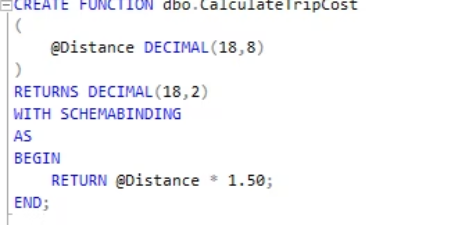 CREATE FUNCTION dbo.CalculateTripCost
(
@Distance DECIMAL(18,8)
)
RETURNS DECIMAL(18,2)
WITH SCHEMABINDING
AS
BEGIN
RETURN @Distance * 1.50;
END;